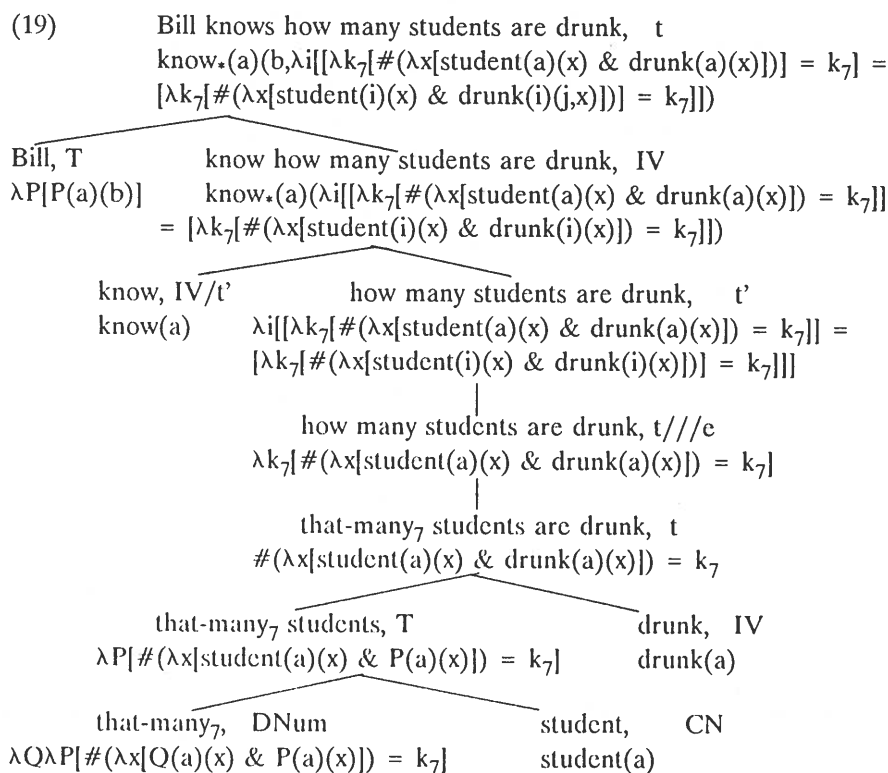 (19) Bill knows how many students are drunk, t
know*(a)(b,λi[[λk₇[#(λx[student(a)(x) & drunk(a)(x)])] = k₇] =
[λk₇[#(λx[student(i)(x) & drunk(i)(j,x)])] = k₇]])
Bill, T know how many students are drunk, IV
λP[P(a)(b)] know*(a)(λi[[λk₇[#(λx[student(a)(x) & drunk(a)(x)]) = k₇]]
= [λk₇[#(λx[student(i)(x) & drunk(i)(x)]) = k₇]])
know, IV/t' how many students are drunk, t'
know(a) λi[[λk₇[#(λx[student(a)(x) & drunk(a)(x)]) = k₇]] =
[λk₇[#(λx[student(i)(x) & drunk(i)(x)])] = k₇]]]
how many students are drunk, t///e
λk₇[#(λx[student(a)(x) & drunk(a)(x)]) = k₇]
that-many₇ students are drunk, t
#(λx[student(a)(x) & drunk(a)(x)]) = k₇
that-many₇ students, T drunk, IV
λP[#(λx[student(a)(x) & P(a)(x)]) = k₇] drunk(a)
that-many₇, DNum student, CN
λQλP[#(λx[Q(a)(x) & P(a)(x)]) = k₇] student(a)